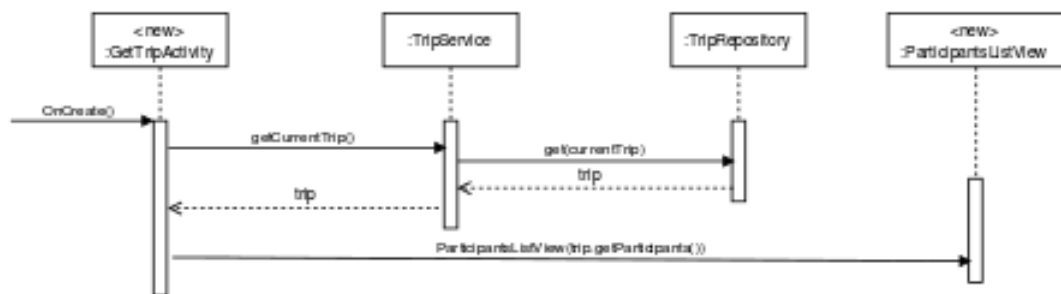 <new>
:GetTripActivity
:TripService
:TripRepository
<new>
:ParticipantsListView
OnCreate()
getCurrentTrip()
get(currentTrip)
trip
trip
ParticipantsListView(trip.getParticipants())